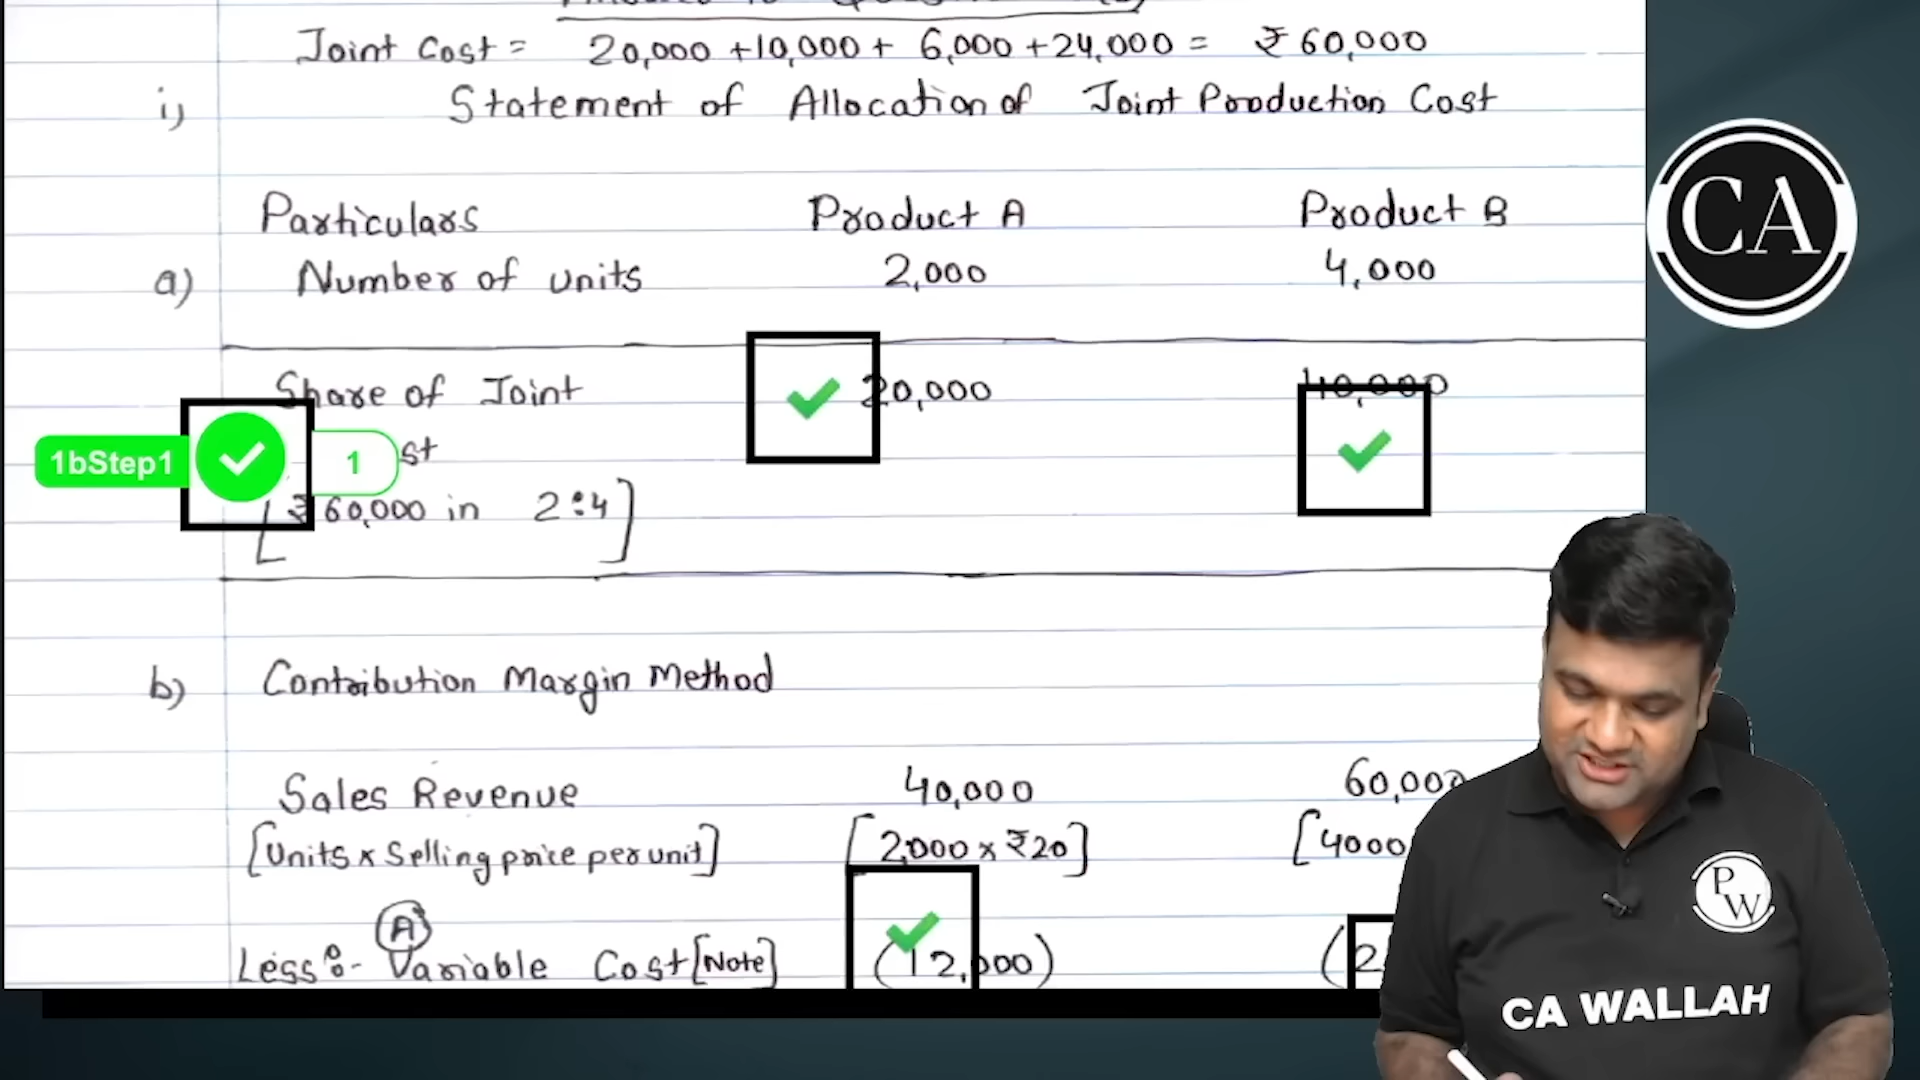 Joint Cost = 20,000 +10,000 + 6,000 +24,000 = ₹ 60,000
i) Statement of Allocation of Joint Production Cost
Particulars Product A Product B
a) Number of units 2,000 4,000
Share of Joint 20,000 40,000
1bStep1 1 st
[₹ 60,000 in 2:4]
b) Contribution Margin Method
Sales Revenue 40,000 60,000
[Units x Selling price per unit] [2,000 x ₹20] [4000
A
Less:- Variable Cost [Note] (12,000) (2
CA
PW
CA WALLAH